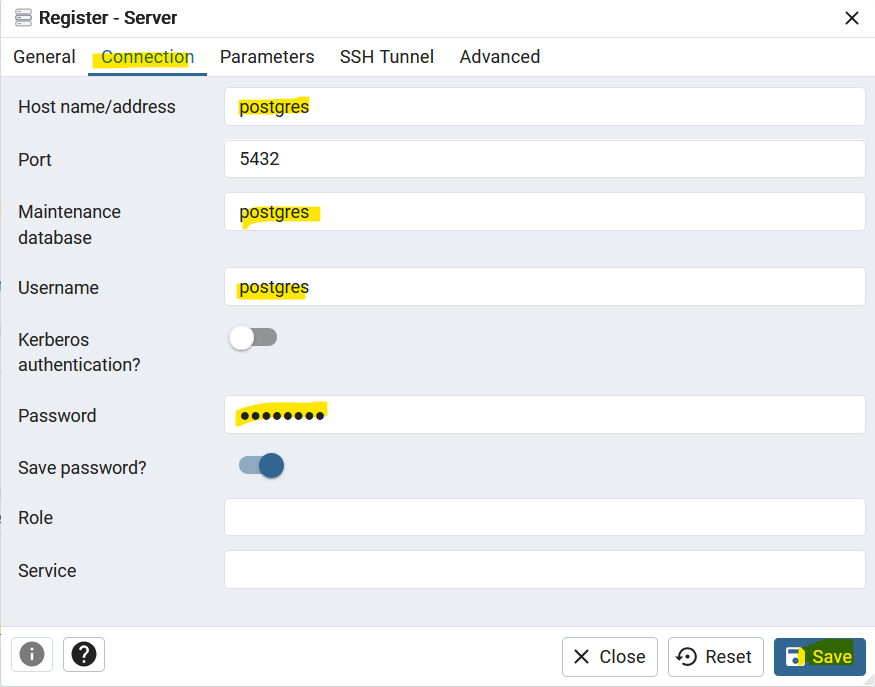 Register - Server
General Connection Parameters SSH Tunnel Advanced
Host name/address postgres
Port 5432
Maintenance
database postgres
Username postgres
Kerberos
authentication?
Password ••••••••
Save password?
Role
Service
Close Reset Save